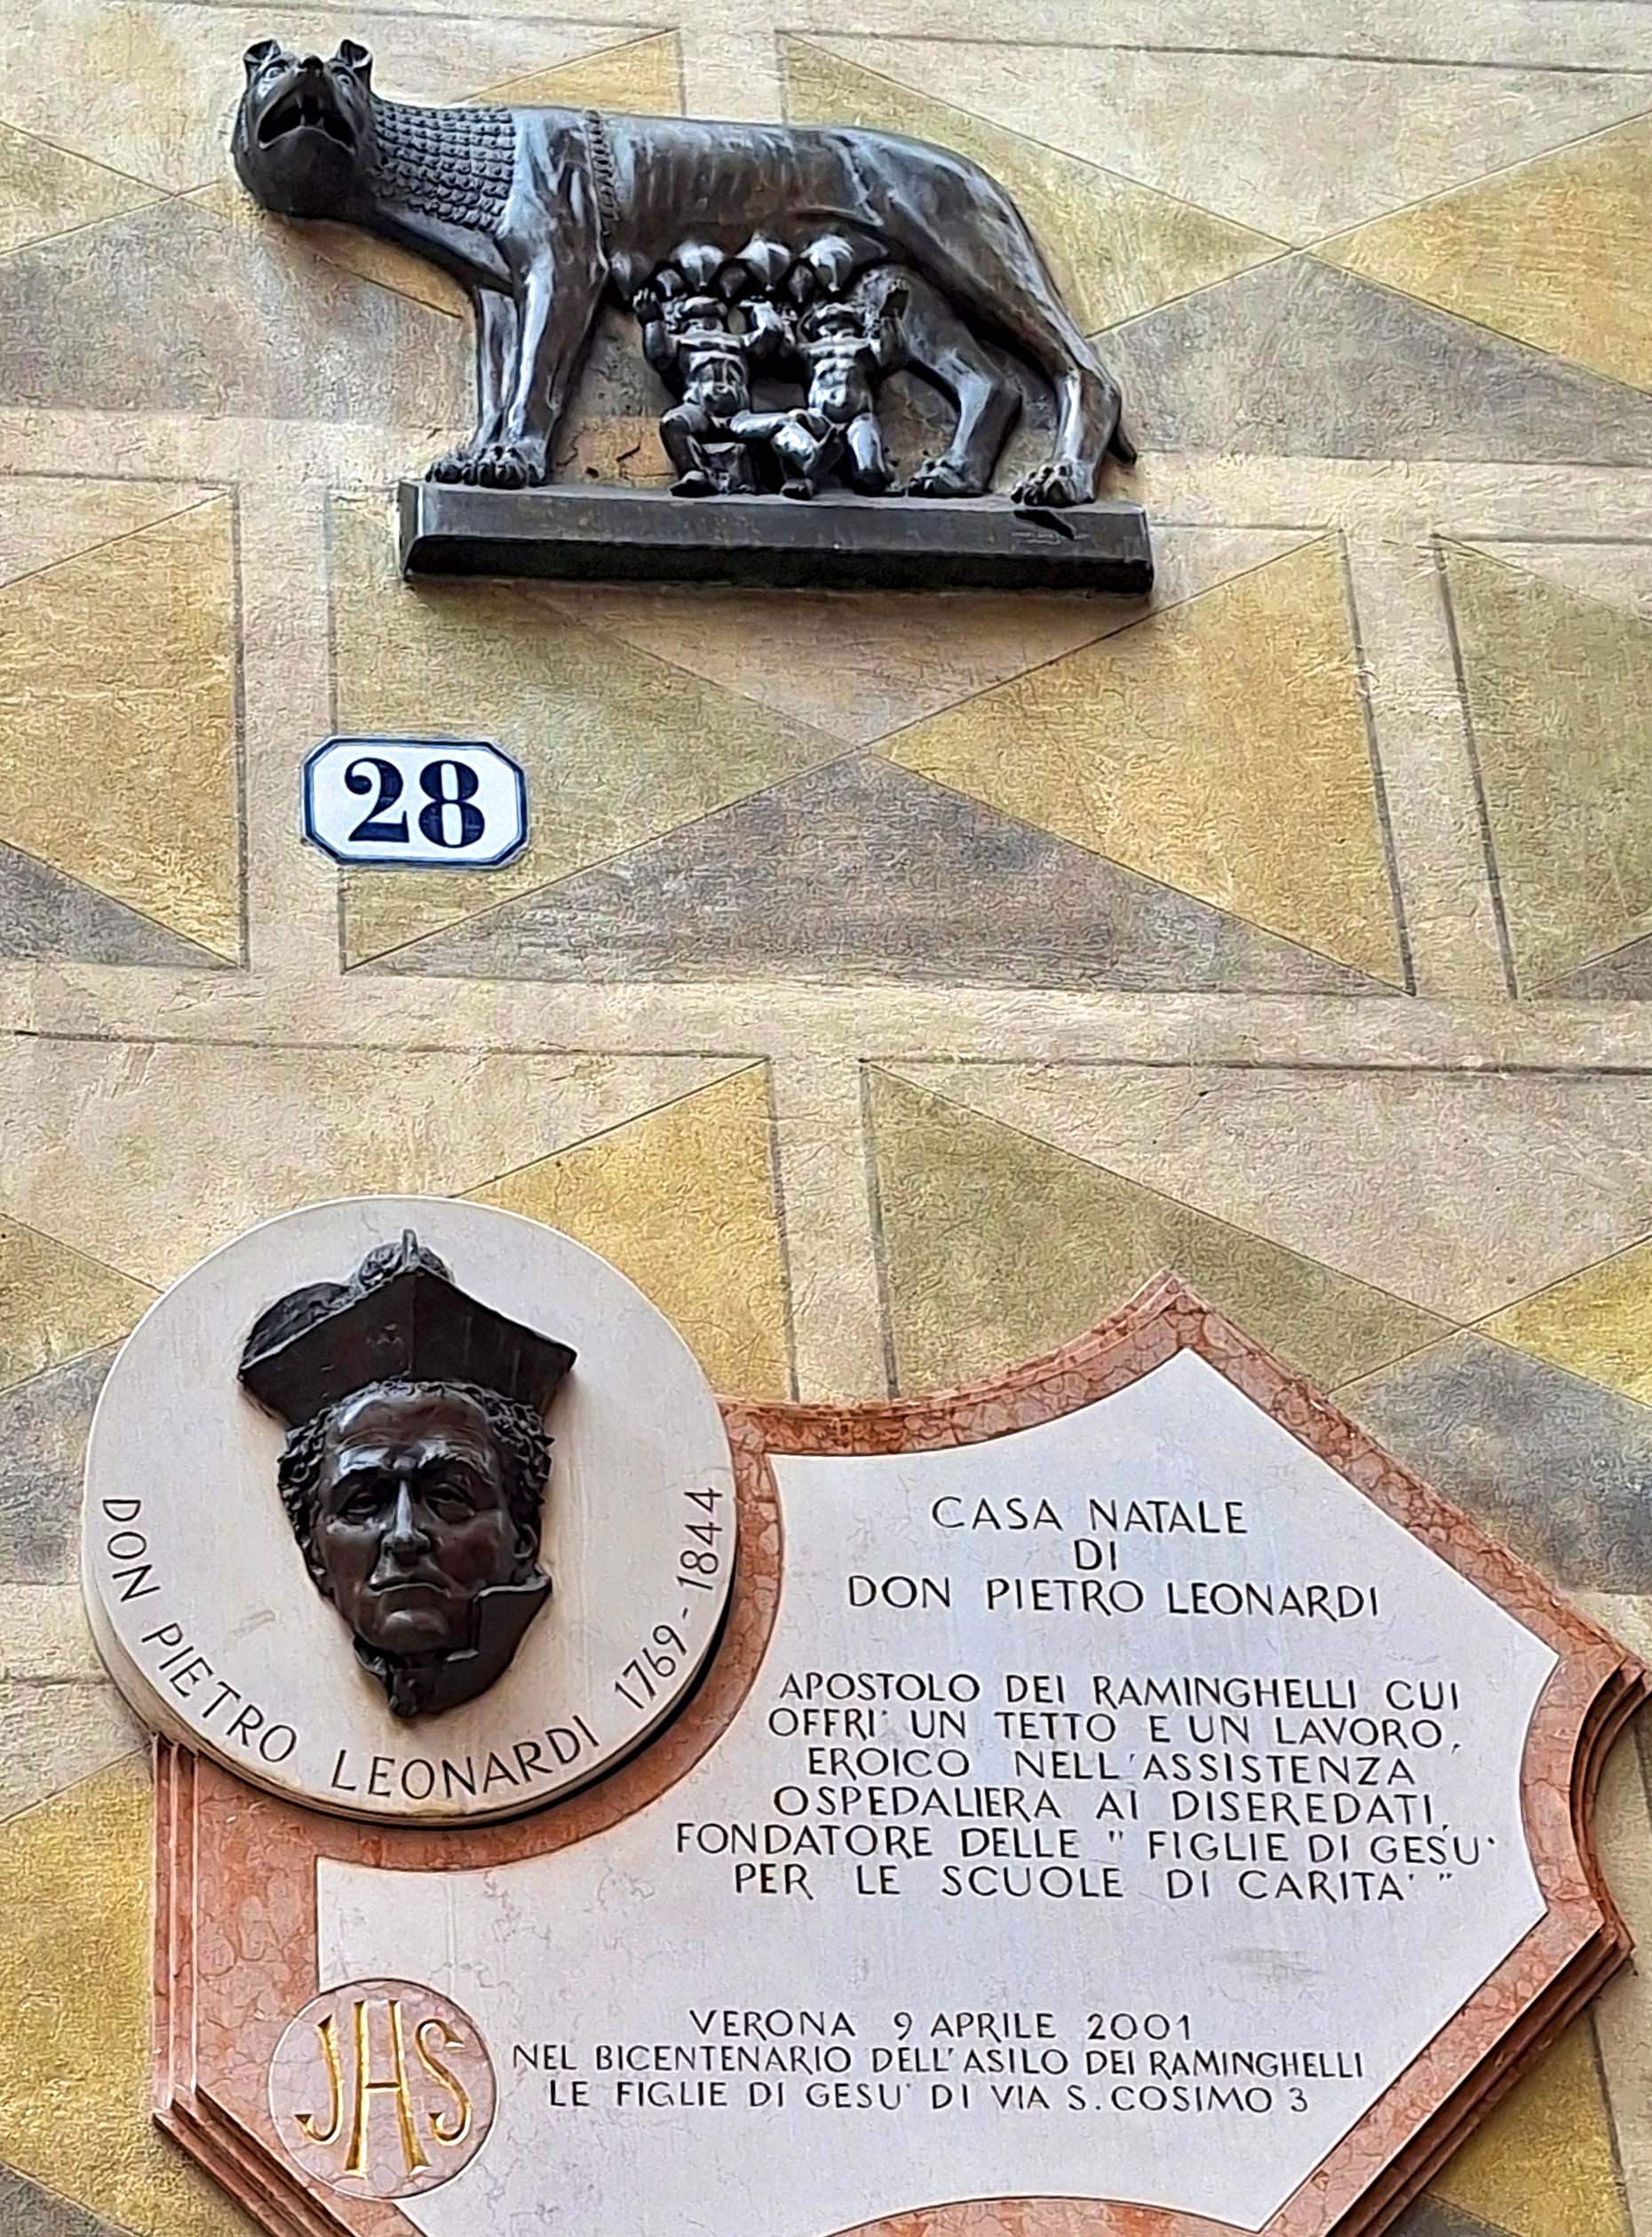 28
DON PIETRO LEONARDI 1769-1844
CASA NATALE
DI
DON PIETRO LEONARDI
APOSTOLO DEI RAMINGHELLI CUI
OFFRI' UN TETTO E UN LAVORO,
EROICO NELL'ASSISTENZA
OSPEDALIERA AI DISEREDATI,
FONDATORE DELLE " FIGLIE DI GESU'
PER LE SCUOLE DI CARITA' "
VERONA 9 APRILE 2001
NEL BICENTENARIO DELL'ASILO DEI RAMINGHELLI
LE FIGLIE DI GESU' DI VIA S. COSIMO 3
JHS